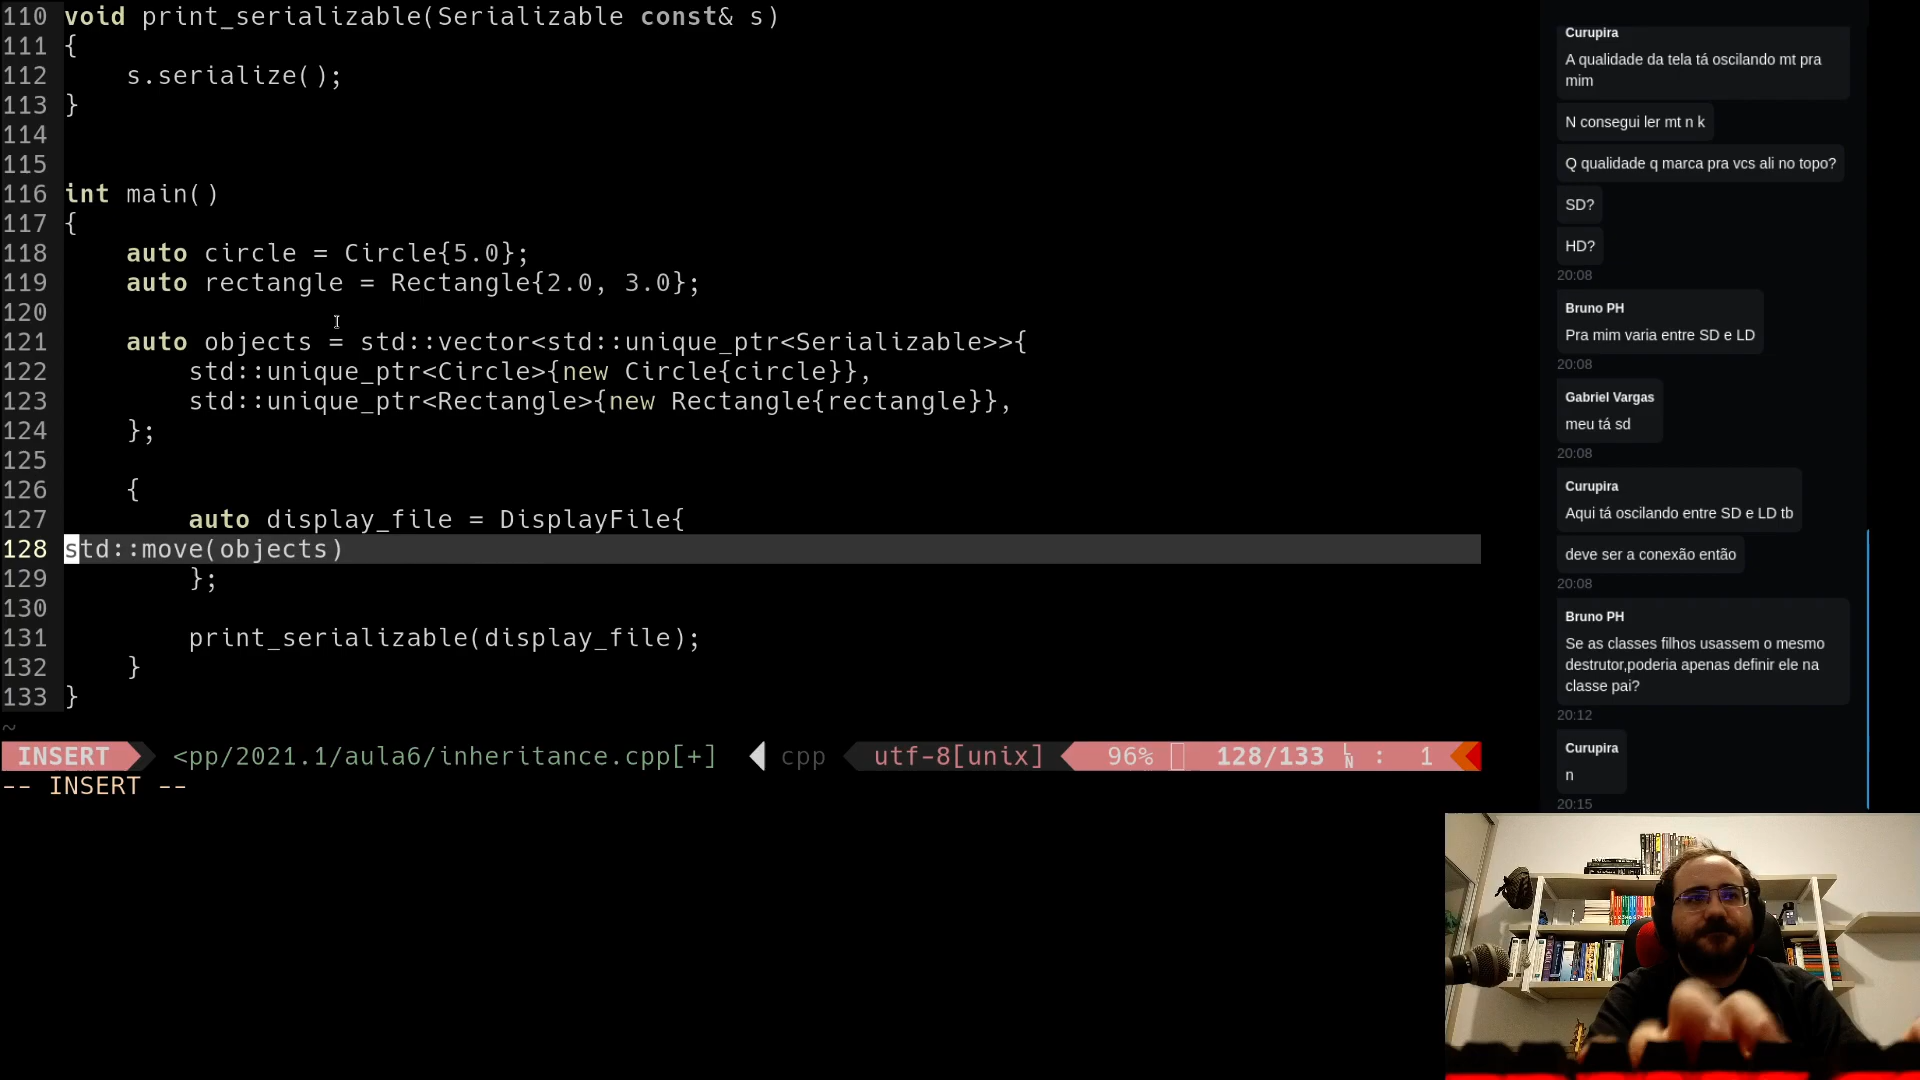 110 void print_serializable(Serializable const& s)
111 {
112     s.serialize();
113 }
114
115
116 int main()
117 {
118     auto circle = Circle{5.0};
119     auto rectangle = Rectangle{2.0, 3.0};
120
121     auto objects = std::vector<std::unique_ptr<Serializable>>{
122         std::unique_ptr<Circle>{new Circle{circle}},
123         std::unique_ptr<Rectangle>{new Rectangle{rectangle}},
124     };
125
126     {
127         auto display_file = DisplayFile{
128 std::move(objects)
129         };
130
131         print_serializable(display_file);
132     }
133 }
~
INSERT <pp/2021.1/aula6/inheritance.cpp[+] cpp utf-8[unix] 96% 128/133 LN : 1
-- INSERT --
Curupira
A qualidade da tela tá oscilando mt pra
mim
N consegui ler mt n k
Q qualidade q marca pra vcs ali no topo?
SD?
HD?
20:08
Bruno PH
Pra mim varia entre SD e LD
20:08
Gabriel Vargas
meu tá sd
20:08
Curupira
Aqui tá oscilando entre SD e LD tb
deve ser a conexão então
20:08
Bruno PH
Se as classes filhos usassem o mesmo
destrutor,poderia apenas definir ele na
classe pai?
20:12
Curupira
n
20:15